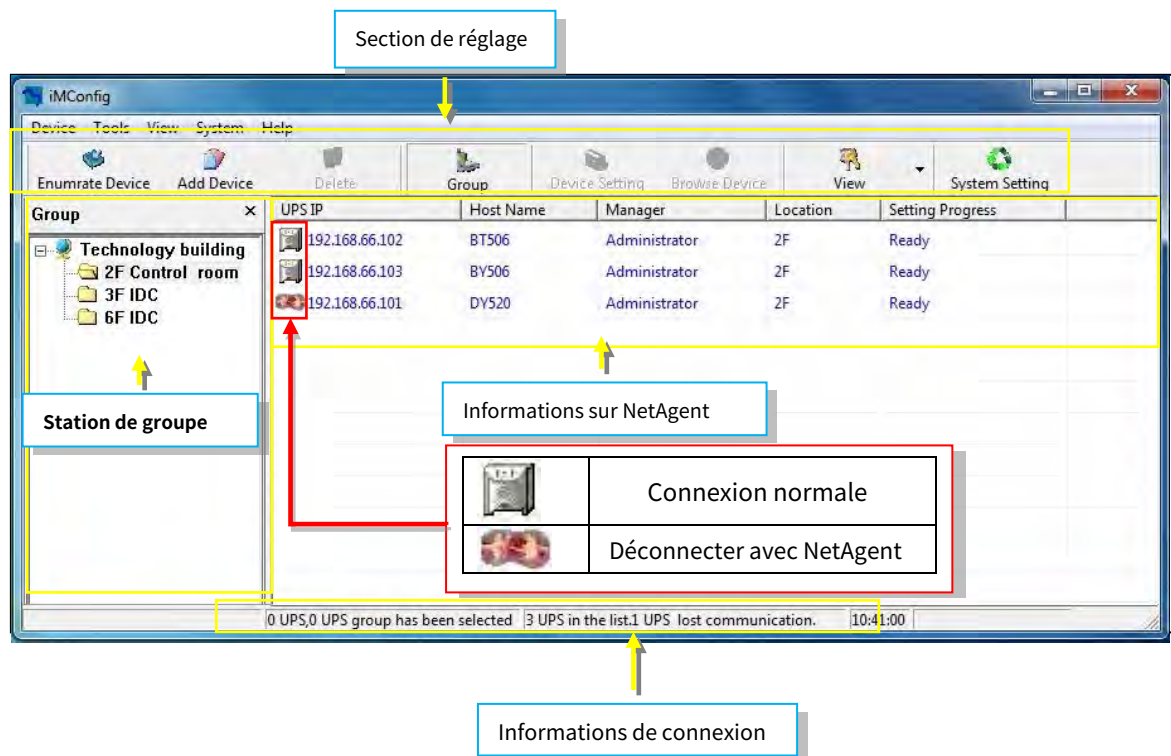 Section de réglage
iMConfig
Device Tools View System Help
Enumrate Device Add Device Delete Group Device Setting Browse Device View System Setting
Group ×
UPS IP Host Name Manager Location Setting Progress
Technology building
2F Control room
3F IDC
6F IDC
192.168.66.102 BT506 Administrator 2F Ready
192.168.66.103 BY506 Administrator 2F Ready
192.168.66.101 DY520 Administrator 2F Ready
Station de groupe
Informations sur NetAgent
Connexion normale
Déconnecter avec NetAgent
0 UPS,0 UPS group has been selected 3 UPS in the list.1 UPS lost communication. 10:41:00
Informations de connexion